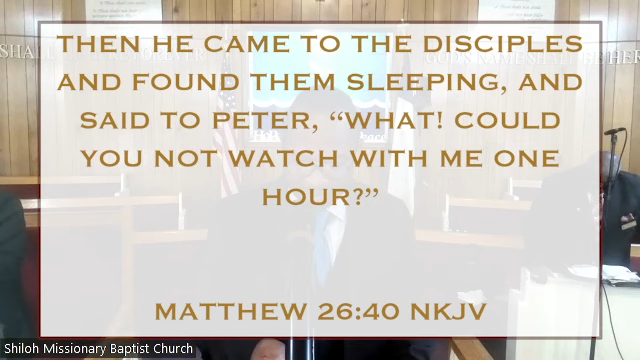 THEN HE CAME TO THE DISCIPLES
AND FOUND THEM SLEEPING, AND
SAID TO PETER, “WHAT! COULD
YOU NOT WATCH WITH ME ONE
HOUR?”
MATTHEW 26:40 NKJV
Shiloh Missionary Baptist Church